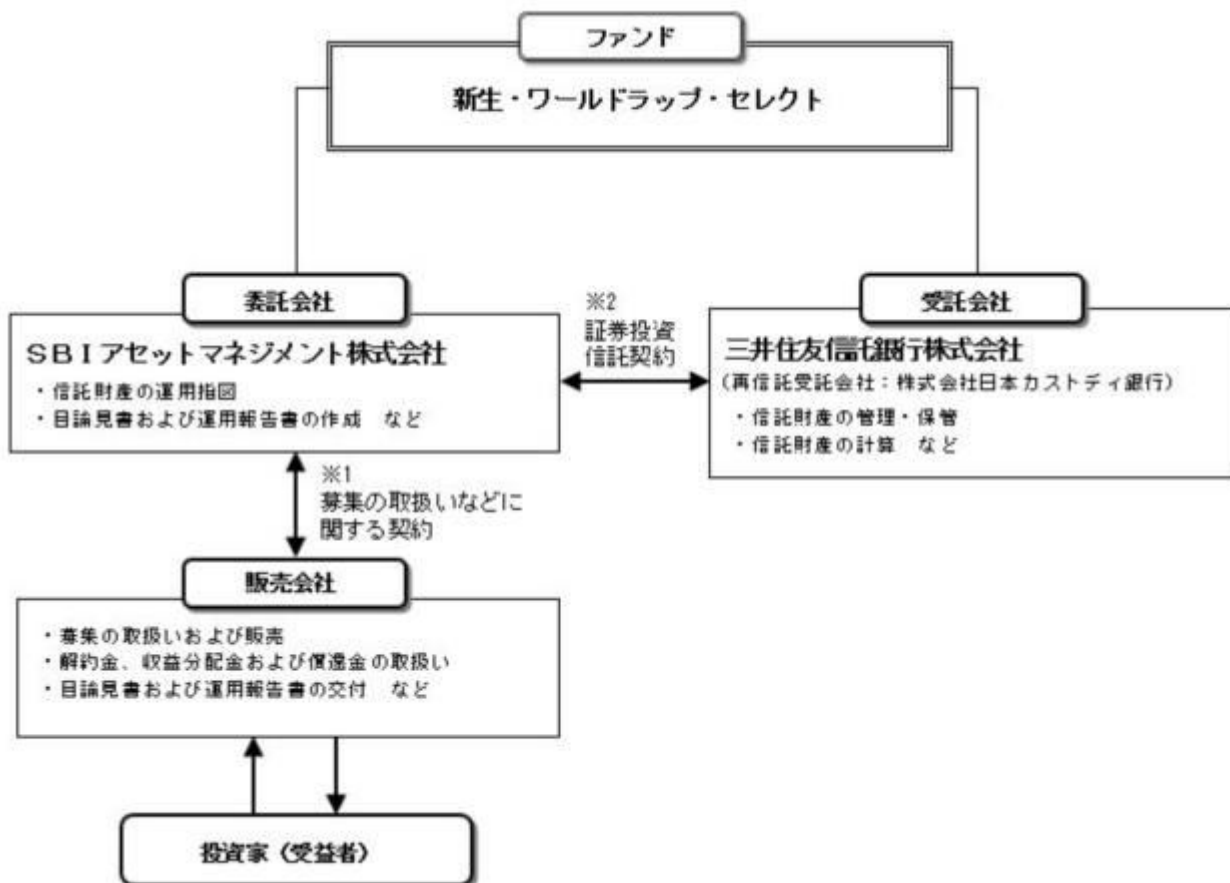 ファンド
新生・ワールドラップ・セレクト
委託会社
SBIアセットマネジメント株式会社
・信託財産の運用指図
・目論見書および運用報告書の作成　など
※2
証券投資
信託契約
受託会社
三井住友信託銀行株式会社
(再信託受託会社：株式会社日本カストディ銀行)
・信託財産の管理・保管
・信託財産の計算　など
※1
募集の取扱いなどに
関する契約
販売会社
・募集の取扱いおよび販売
・解約金、収益分配金および償還金の取扱い
・目論見書および運用報告書の交付　など
投資家（受益者）